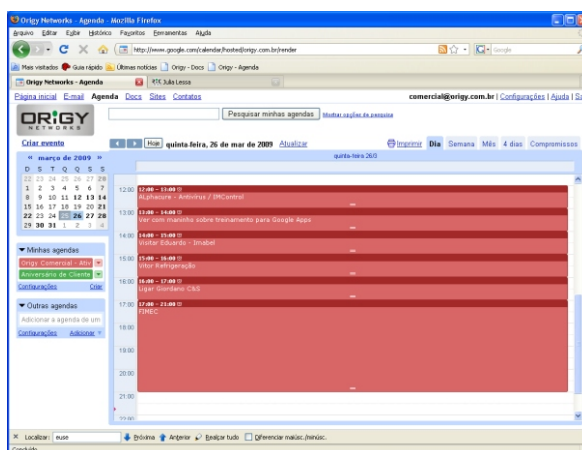 Origy Networks - Agenda - Mozilla Firefox
Arquivo Editar Exibir Histórico Favoritos Ferramentas Ajuda
http://www.google.com/calendar/hosted/origy.com.br/render
Google
Mais visitados Guia rápido Últimas notícias Origy - Docs Origy - Agenda
Origy Networks - Agenda
RTK Julia Lessa
Página inicial E-mail Agenda Docs Sites Contatos
comercial@origy.com.br | Configurações | Ajuda | Sa
ORIGY
NETWORKS
Pesquisar minhas agendas
Mostrar opções de pesquisa
Criar evento
Hoje quinta-feira, 26 de mar de 2009 Atualizar
Imprimir Dia Semana Mês 4 dias Compromissos
« março de 2009 »
D S T Q Q S S
22 23 24 25 26 27 28
1 2 3 4 5 6 7
8 9 10 11 12 13 14
15 16 17 18 19 20 21
22 23 24 25 26 27 28
29 30 31 1 2 3 4
Minhas agendas
Origy Comercial - Ativ
Aniversário de Cliente
Configurações Criar
Outras agendas
Adicionar a agenda de um
Configurações Adicionar
quinta-feira 26/3
12:00
12:00 – 13:00
ALphacure - Antivirus / IMControl
13:00
13:00 – 14:00
Ver com maninho sobre treinamento para Google Apps
14:00
14:00 – 15:00
Visitar Eduardo - Imabel
15:00
15:00 – 16:00
Vitor Refrigeração
16:00
16:00 – 17:00
Ligar Giordano C&G
17:00
17:00 – 21:00
FIMEC
18:00
19:00
20:00
21:00
22:00
Localizar: euse
Próxima Anterior Realçar tudo Diferenciar maiúsc./minúsc.
Concluído